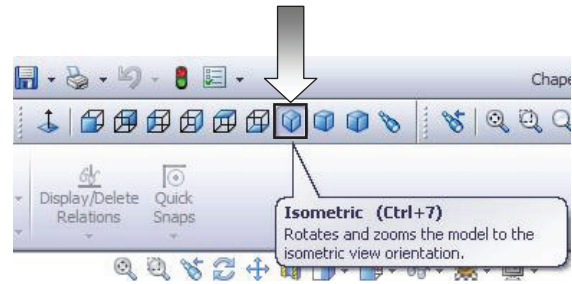 Chape
Display/Delete Relations
Quick Snaps
Isometric (Ctrl+7)
Rotates and zooms the model to the
isometric view orientation.